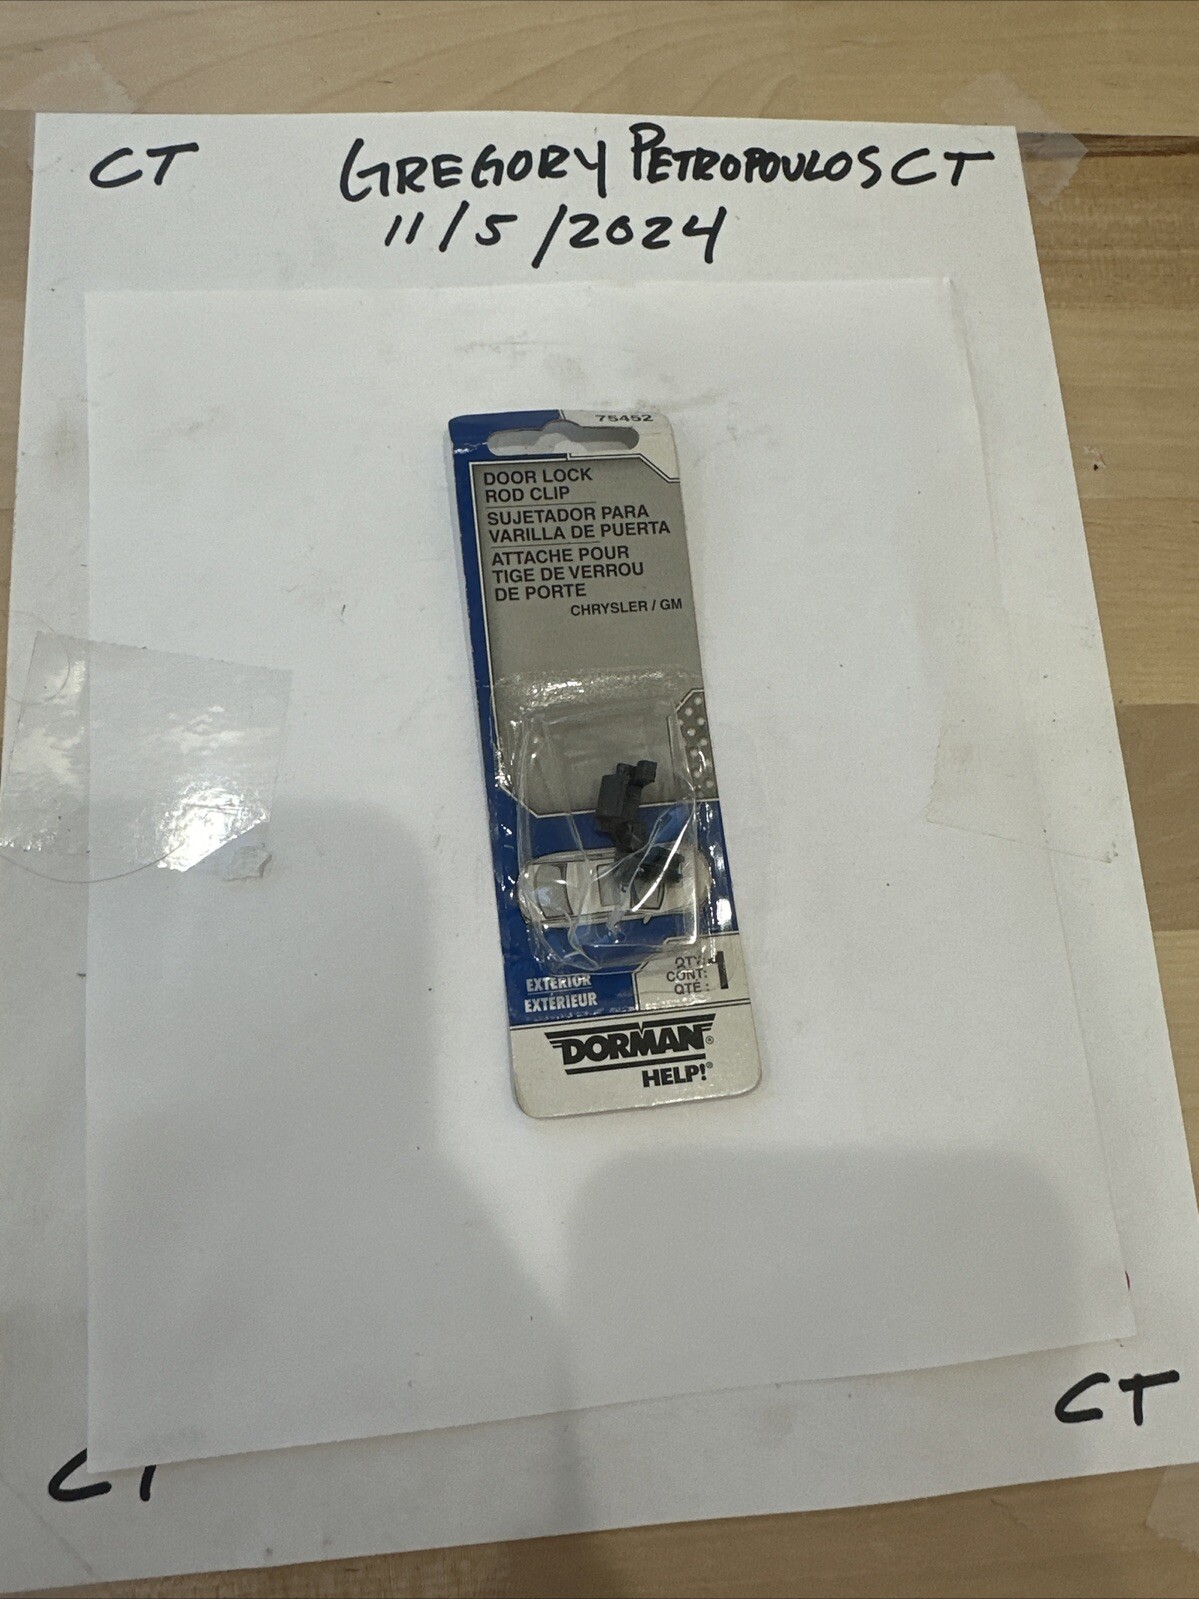 CT GREGORY PETROPOULOS CT
11/5/2024
75452
DOOR LOCK
ROD CLIP
SUJETADOR PARA
VARILLA DE PUERTA
ATTACHE POUR
TIGE DE VERROU
DE PORTE
CHRYSLER / GM
EXTERIOR
EXTÉRIEUR
QTY:
CONT:
QTÉ :
1
DORMAN®
HELP!®
CT
CT